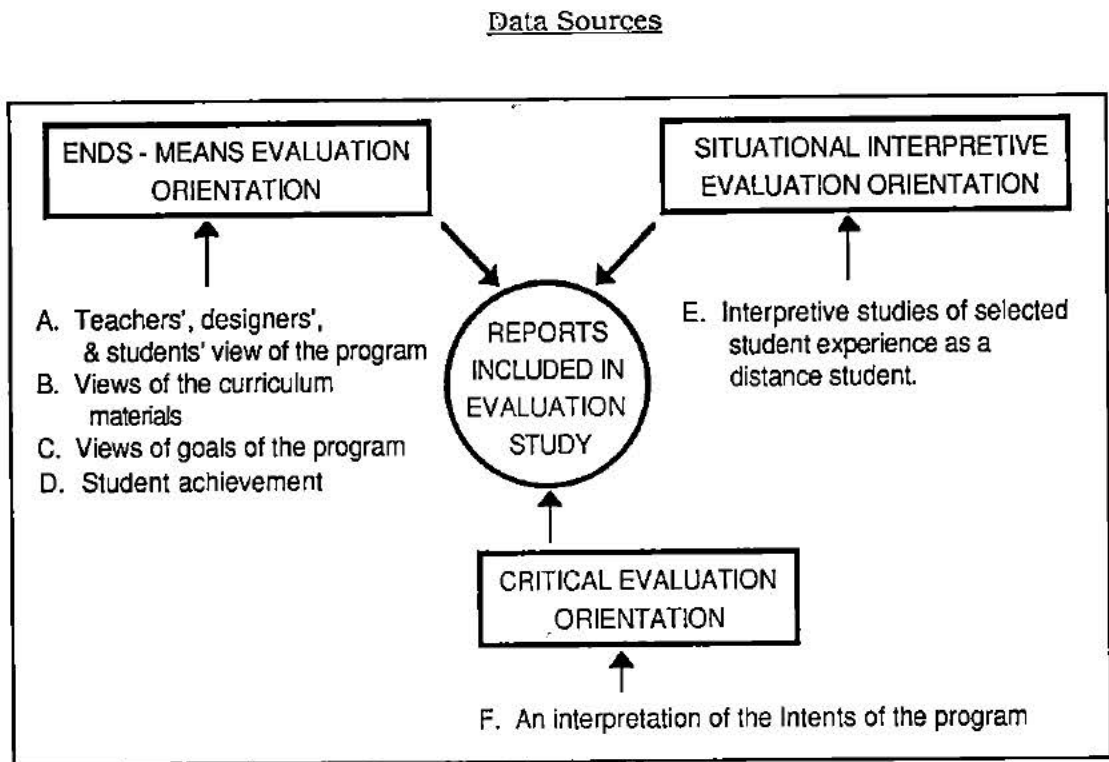 Data Sources
ENDS - MEANS EVALUATION
ORIENTATION
SITUATIONAL INTERPRETIVE
EVALUATION ORIENTATION
A. Teachers', designers',
& students' view of the program
B. Views of the curriculum
materials
C. Views of goals of the program
D. Student achievement
REPORTS
INCLUDED IN
EVALUATION
STUDY
E. Interpretive studies of selected
student experience as a
distance student.
CRITICAL EVALUATION
ORIENTATION
F. An interpretation of the Intents of the program